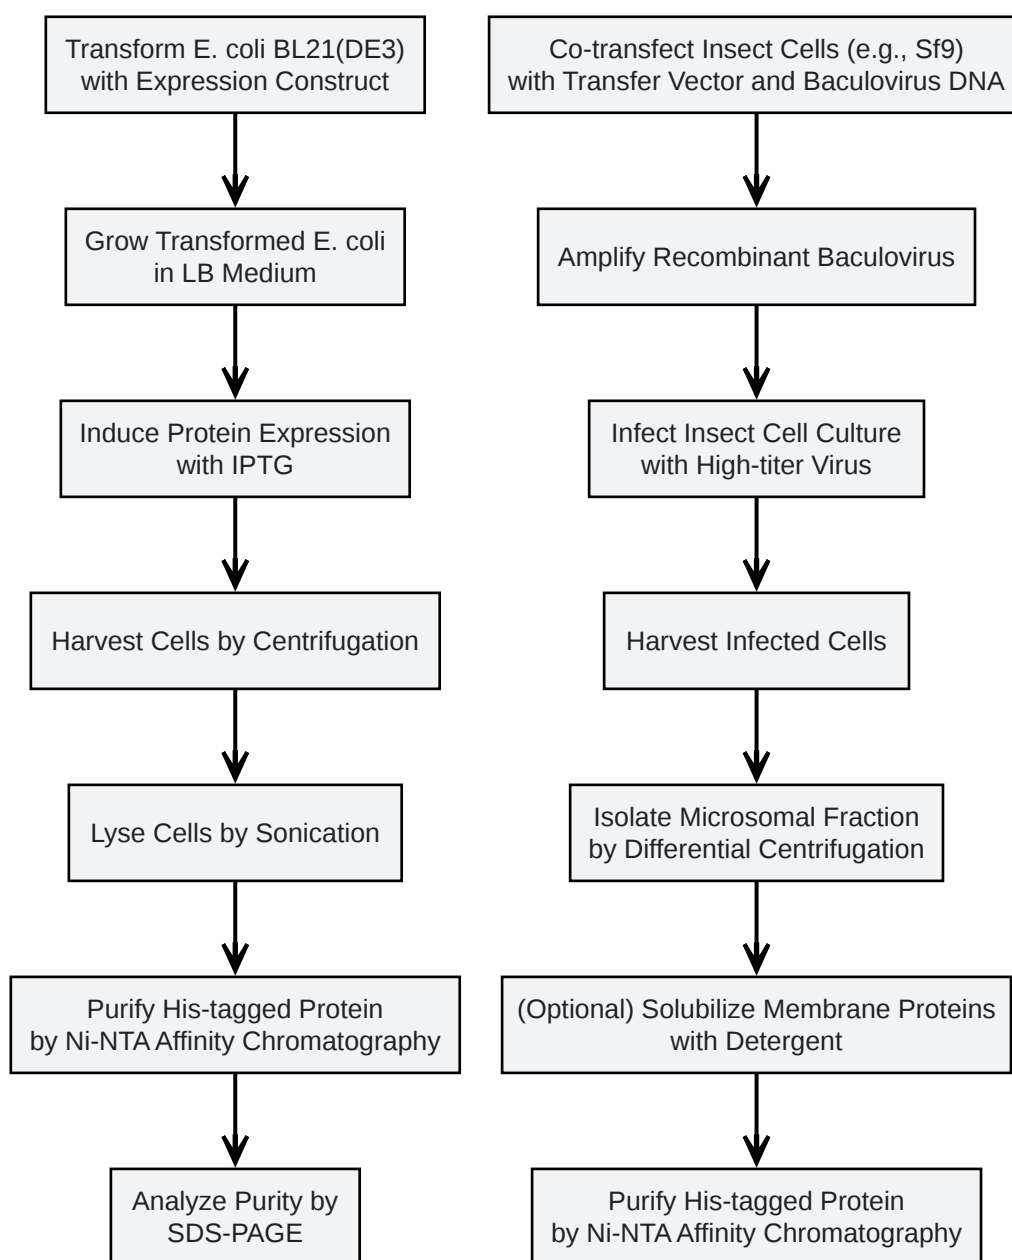 Transform E. coli BL21(DE3)
with Expression Construct
Grow Transformed E. coli
in LB Medium
Induce Protein Expression
with IPTG
Harvest Cells by Centrifugation
Lyse Cells by Sonication
Purify His-tagged Protein
by Ni-NTA Affinity Chromatography
Analyze Purity by
SDS-PAGE
Co-transfect Insect Cells (e.g., Sf9)
with Transfer Vector and Baculovirus DNA
Amplify Recombinant Baculovirus
Infect Insect Cell Culture
with High-titer Virus
Harvest Infected Cells
Isolate Microsomal Fraction
by Differential Centrifugation
(Optional) Solubilize Membrane Proteins
with Detergent
Purify His-tagged Protein
by Ni-NTA Affinity Chromatography